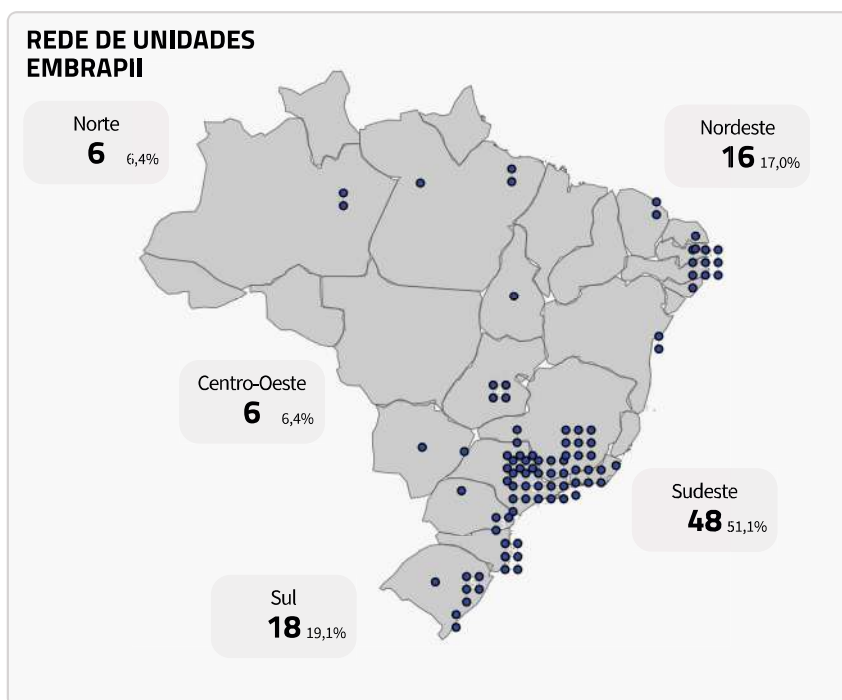 REDE DE UNIDADES
EMBRAPII
Norte
6 6,4%
Nordeste
16 17,0%
Centro-Oeste
6 6,4%
Sudeste
48 51,1%
Sul
18 19,1%